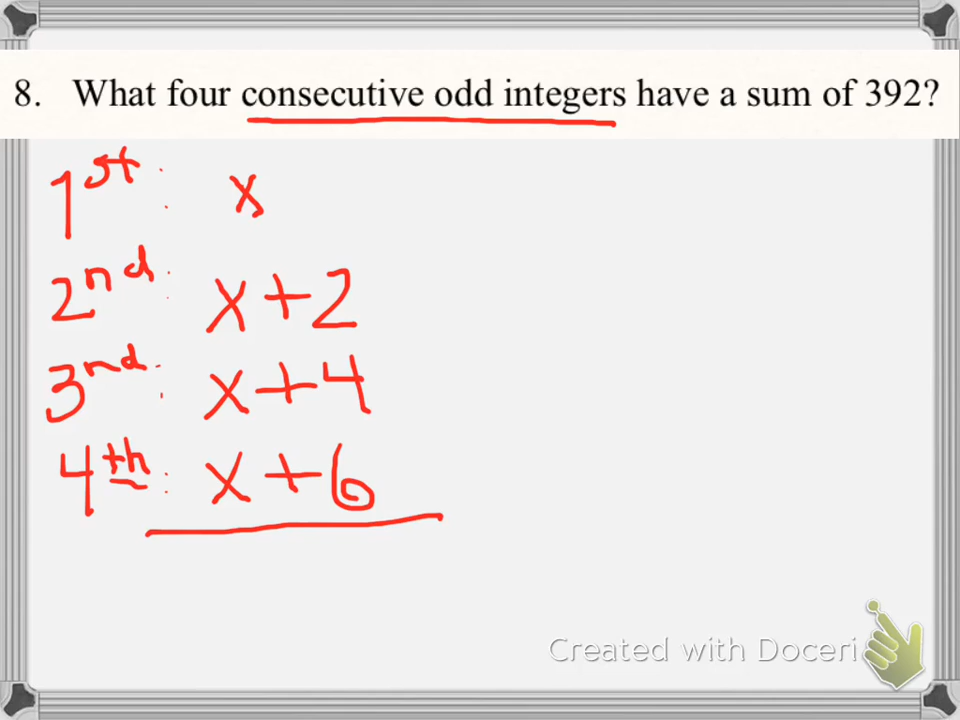 8. What four consecutive odd integers have a sum of 392?
1st: x
2nd: x+2
3nd: x+4
4th: x+6
Created with Doceri